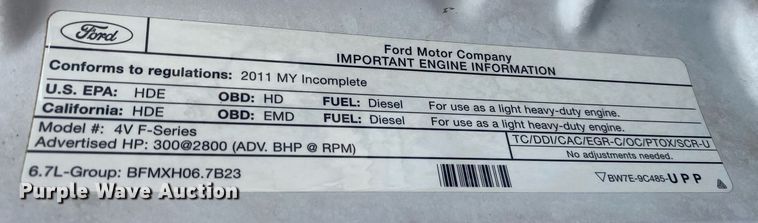 Ford
Ford Motor Company
IMPORTANT ENGINE INFORMATION
Conforms to regulations: 2011 MY Incomplete
U.S. EPA: HDE OBD: HD FUEL: Diesel For use as a light heavy-duty engine.
California: HDE OBD: EMD FUEL: Diesel For use as a light heavy-duty engine.
Model #: 4V F-Series
Advertised HP: 300@2800 (ADV. BHP @ RPM)
TC/DDI/CAC/EGR-C/OC/PTOX/SCR-U
No adjustments needed.
6.7L-Group: BFMXH06.7B23
▽BW7E-9C485-UPP
Purple Wave Auction
Purple Wave Auction